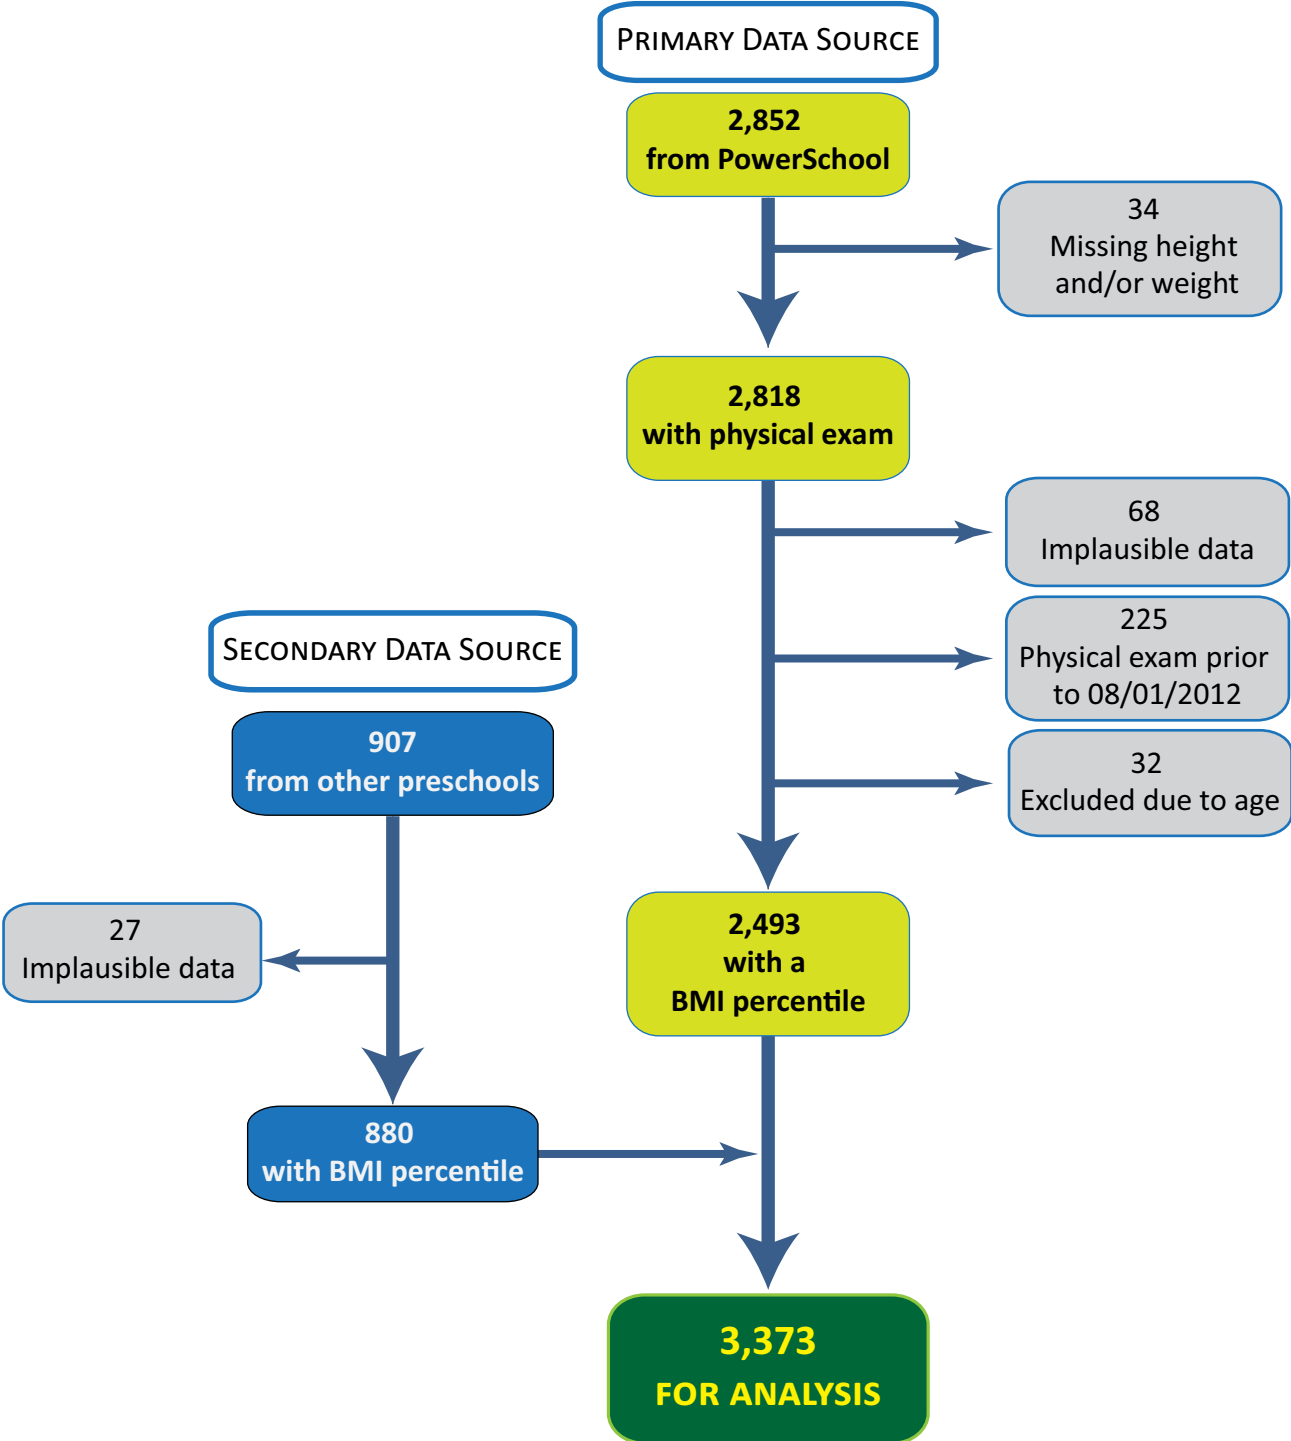 PRIMARY DATA SOURCE
2,852
from PowerSchool
34
Missing height
and/or weight
2,818
with physical exam
68
Implausible data
225
Physical exam prior
to 08/01/2012
32
Excluded due to age
SECONDARY DATA SOURCE
907
from other preschools
27
Implausible data
2,493
with a
BMI percentile
880
with BMI percentile
3,373
FOR ANALYSIS